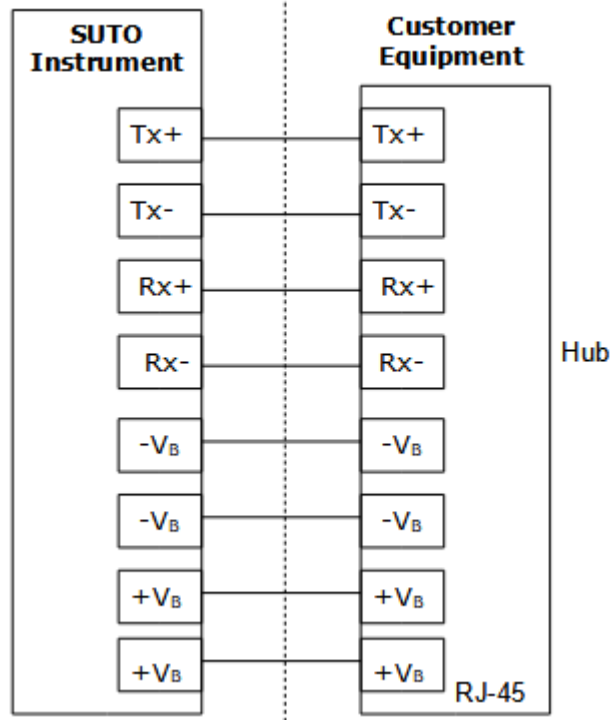 SUTO
Instrument
Customer
Equipment
Tx+ Tx+
Tx- Tx-
Rx+ Rx+
Rx- Rx-
Hub
-VB -VB
-VB -VB
+VB +VB
+VB +VB
RJ-45